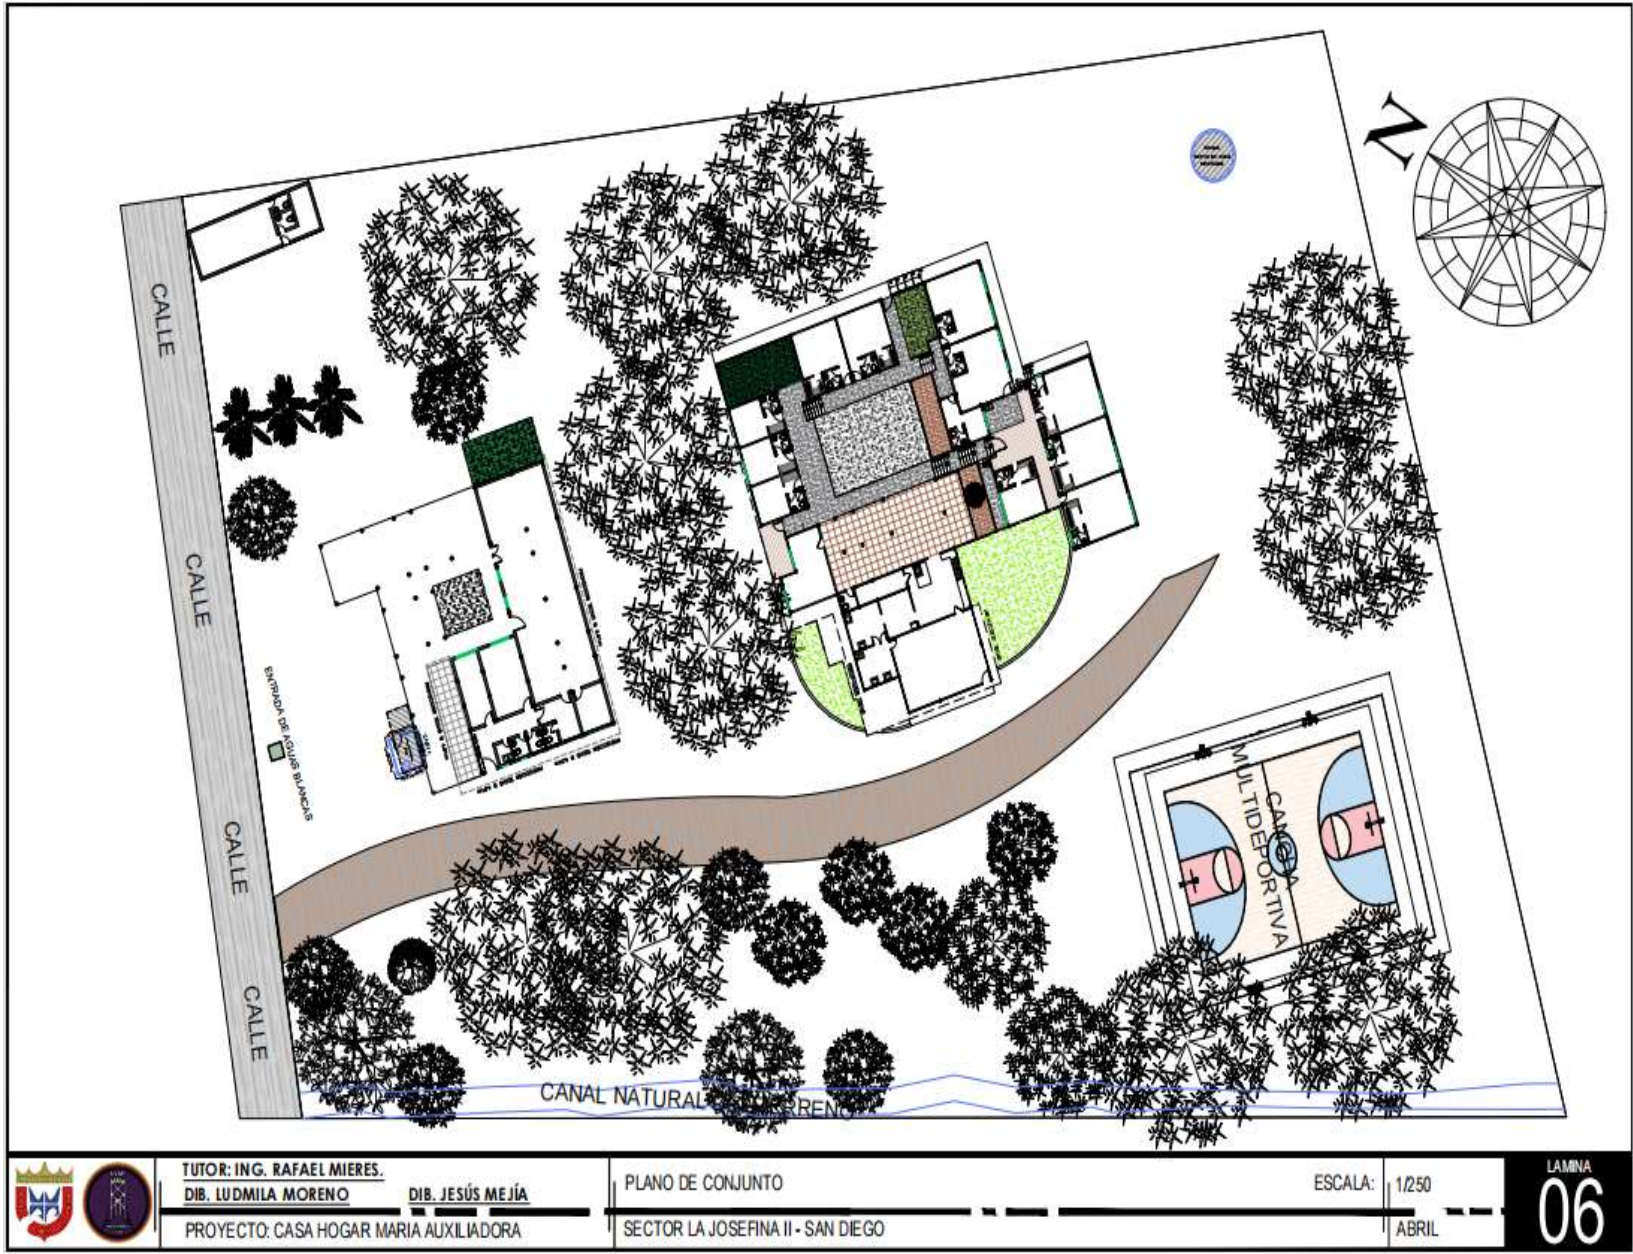 N
CALLE
CALLE
ENTRADA DE AGUAS BLANCAS
CALLE
CALLE
CANCHA
MULTIDEPORTIVA
CANAL NATURAL
TUTOR: ING. RAFAEL MIERES.
DIB. LUDMILA MORENO DIB. JESÚS MEJÍA
PROYECTO: CASA HOGAR MARIA AUXILIADORA
PLANO DE CONJUNTO
SECTOR LA JOSEFINA II - SAN DIEGO
ESCALA: 1/250
ABRIL
LAMINA
06